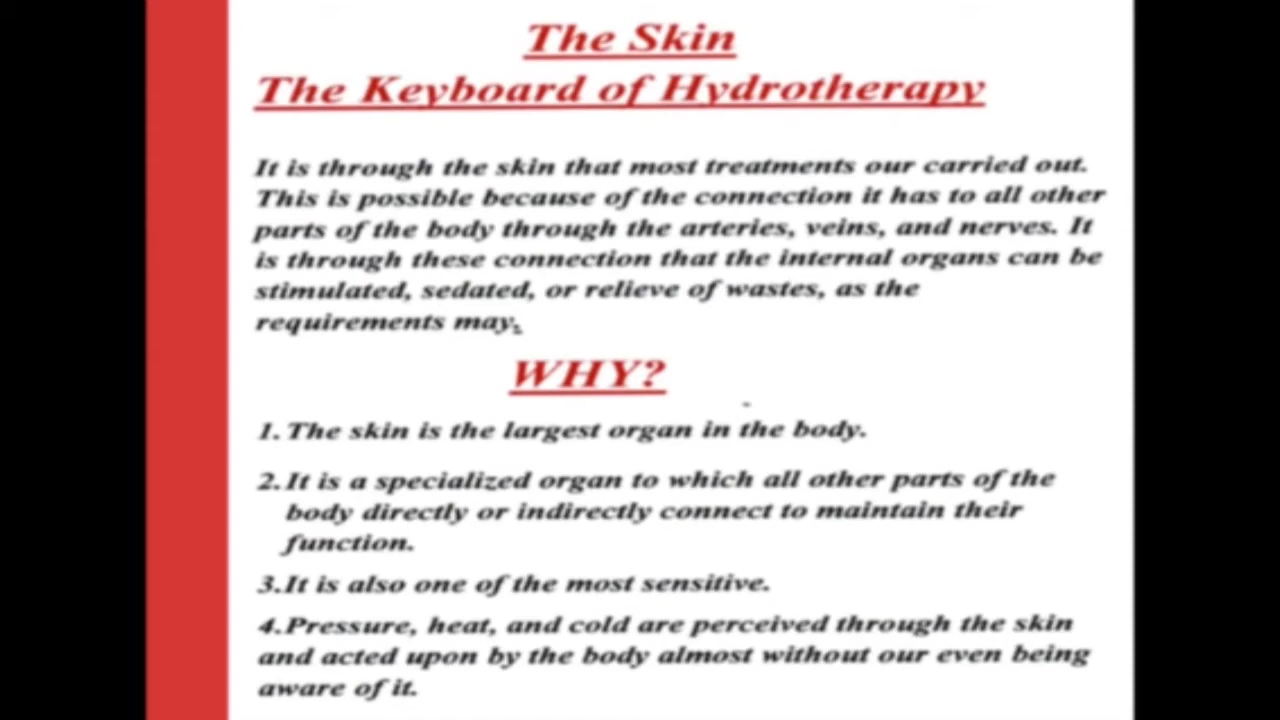 The Skin
The Keyboard of Hydrotherapy
It is through the skin that most treatments our carried out.
This is possible because of the connection it has to all other
parts of the body through the arteries, veins, and nerves. It
is through these connection that the internal organs can be
stimulated, sedated, or relieve of wastes, as the
requirements may.
WHY?
1. The skin is the largest organ in the body.
2. It is a specialized organ to which all other parts of the
body directly or indirectly connect to maintain their
function.
3.It is also one of the most sensitive.
4.Pressure, heat, and cold are perceived through the skin
and acted upon by the body almost without our even being
aware of it.